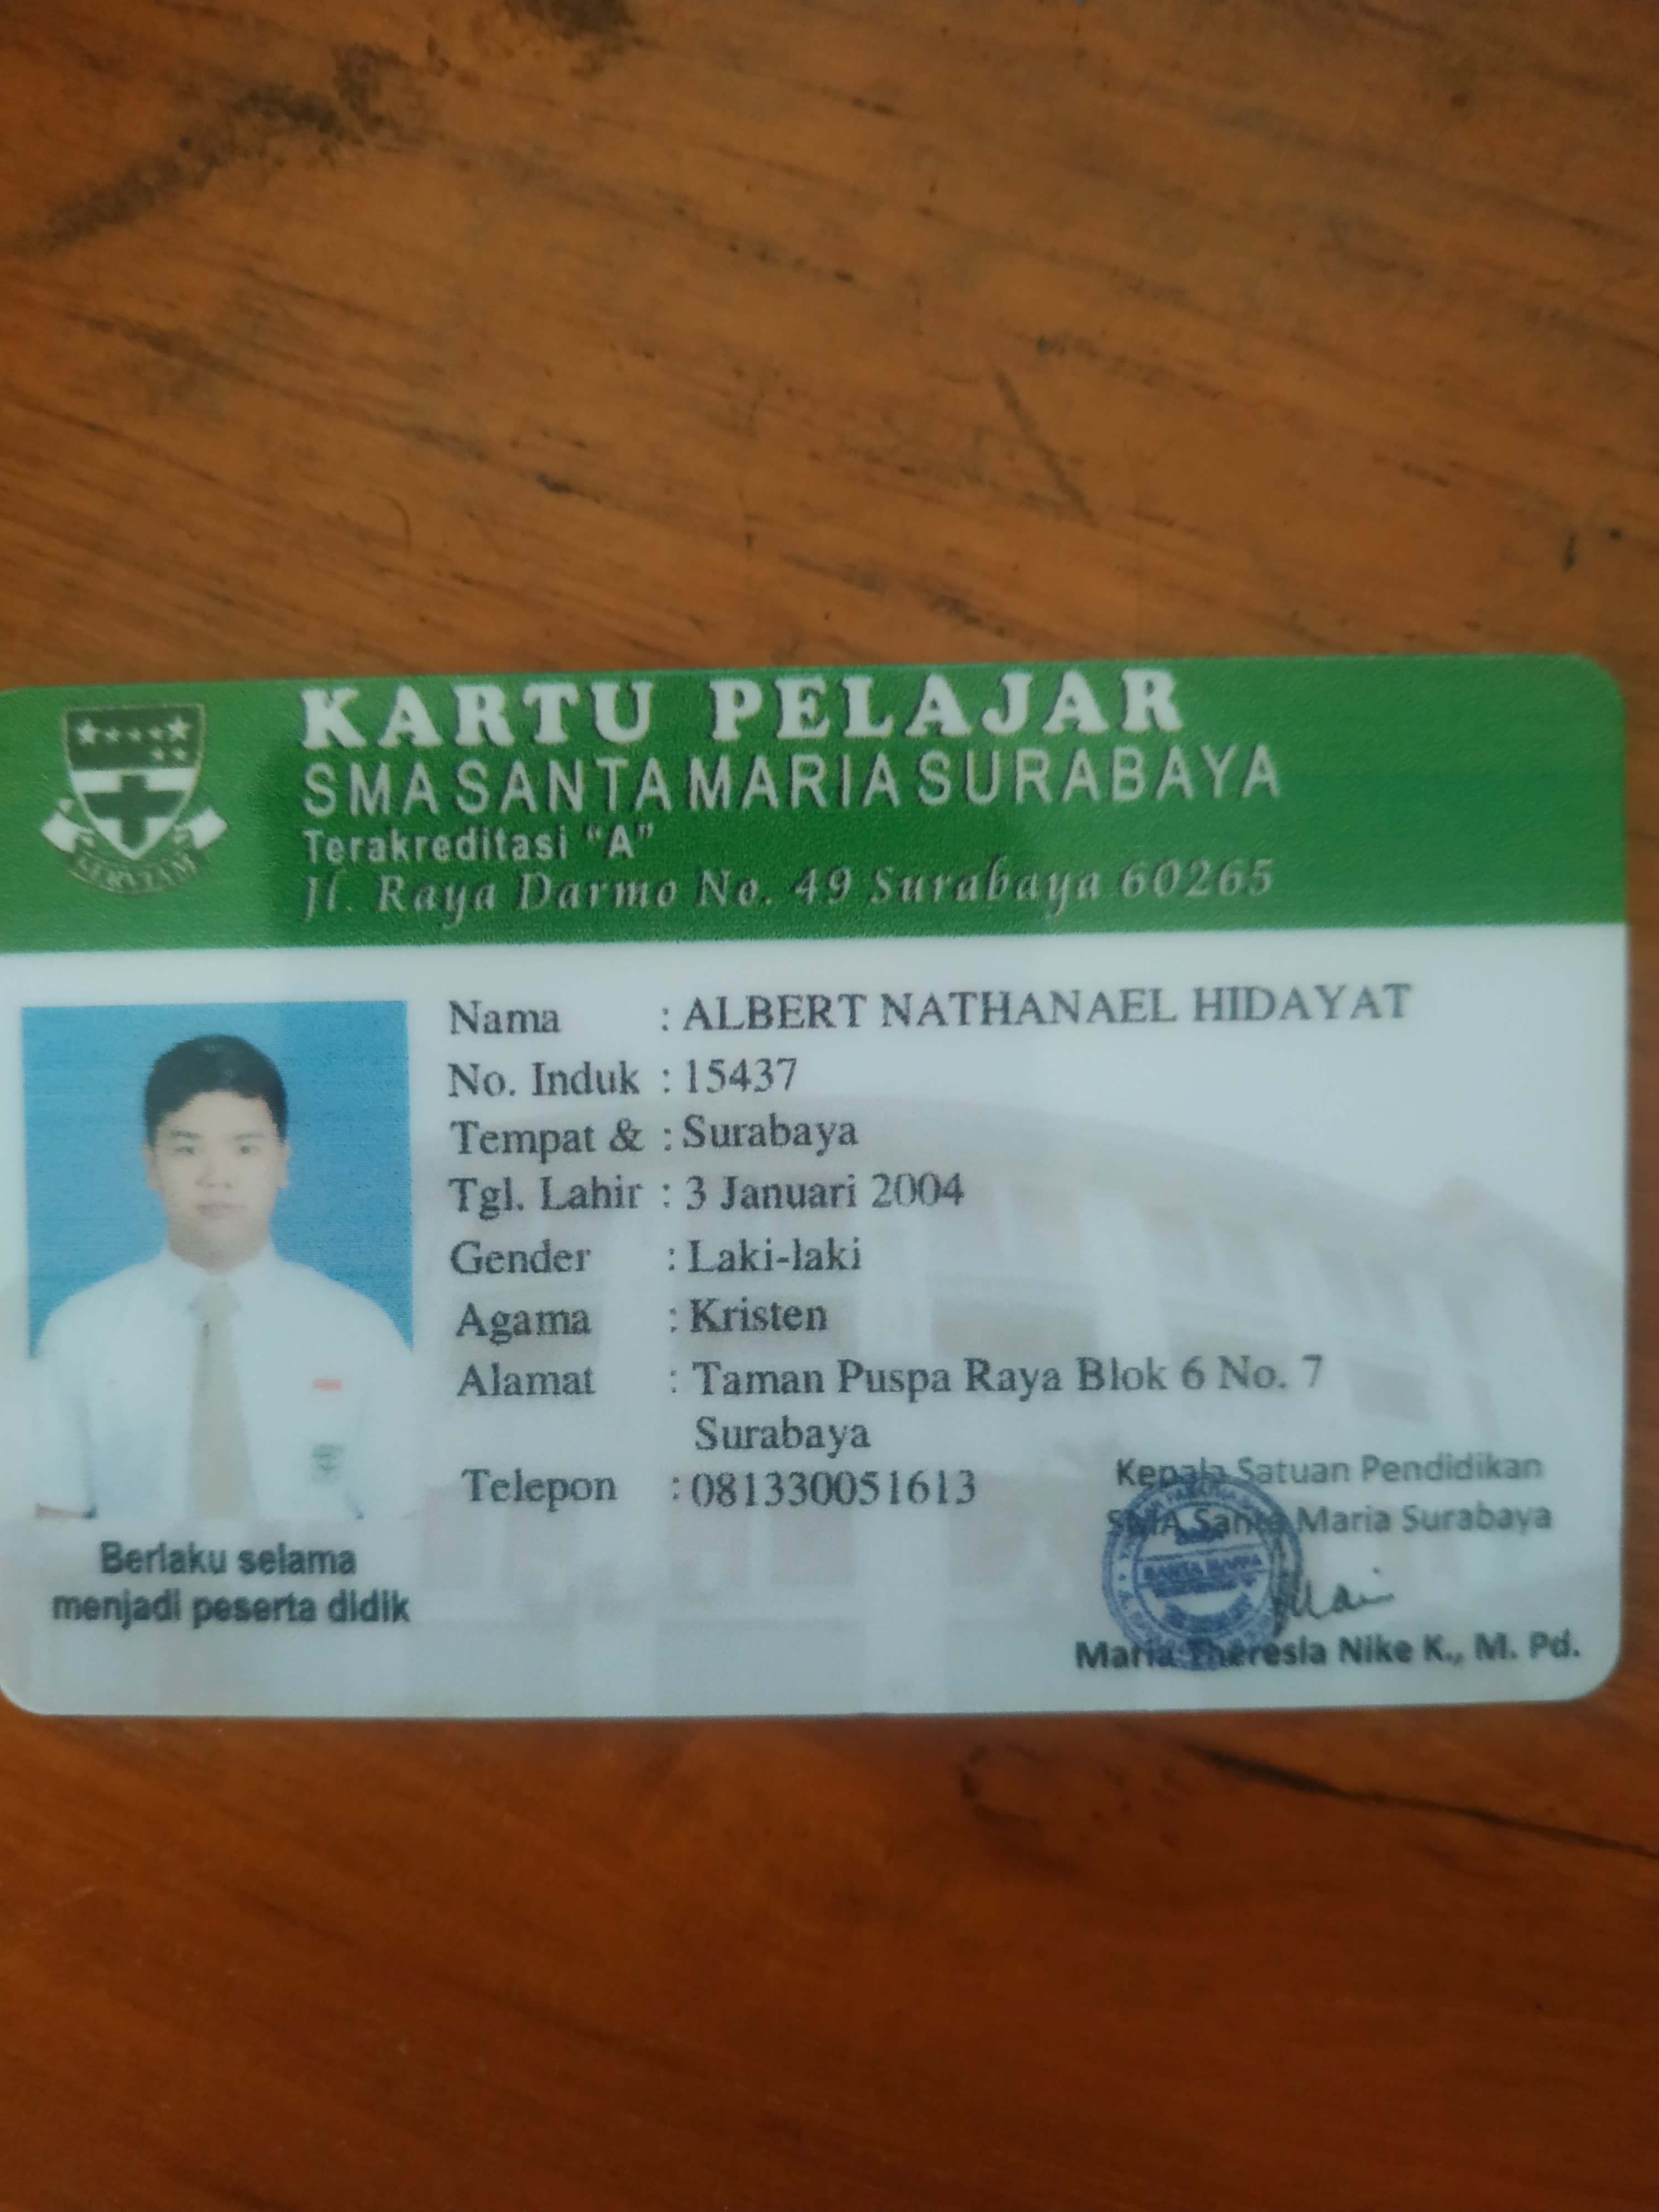 KARTU PELAJAR
SMA SANTA MARIA SURABAYA
Terakreditasi "A"
Jl. Raya Darmo No. 49 Surabaya 60265
SERVIAM
Nama : ALBERT NATHANAEL HIDAYAT
No. Induk : 15437
Tempat & : Surabaya
Tgl. Lahir : 3 Januari 2004
Gender : Laki-laki
Agama : Kristen
Alamat : Taman Puspa Raya Blok 6 No. 7
Surabaya
Telepon : 081330051613
Berlaku selama
menjadi peserta didik
Kepala Satuan Pendidikan
SMA Santa Maria Surabaya
SANTA MARIA
Maria Theresia Nike K., M. Pd.